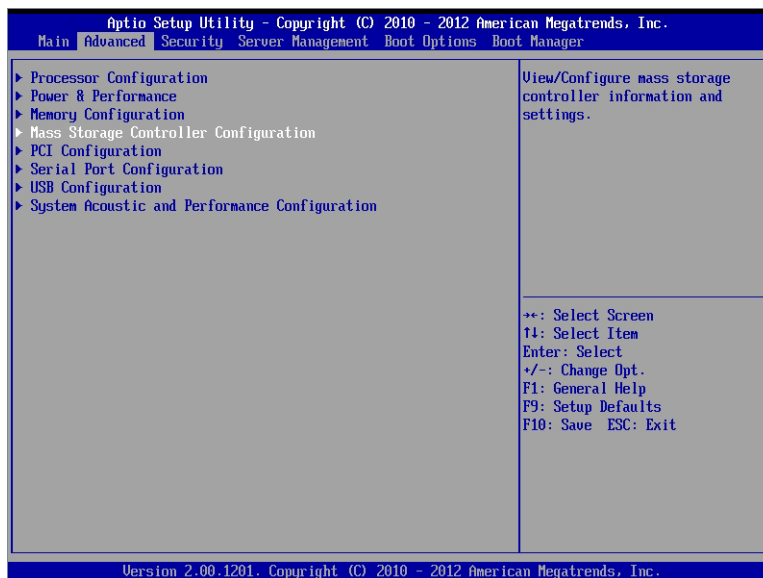 Aptio Setup Utility - Copyright (C) 2010 - 2012 American Megatrends, Inc.
Main Advanced Security Server Management Boot Options Boot Manager
Processor Configuration
Power & Performance
Memory Configuration
Mass Storage Controller Configuration
PCI Configuration
Serial Port Configuration
USB Configuration
System Acoustic and Performance Configuration
View/Configure mass storage
controller information and
settings.
→←: Select Screen
↑↓: Select Item
Enter: Select
+/-: Change Opt.
F1: General Help
F9: Setup Defaults
F10: Save ESC: Exit
Version 2.00.1201. Copyright (C) 2010 - 2012 American Megatrends, Inc.